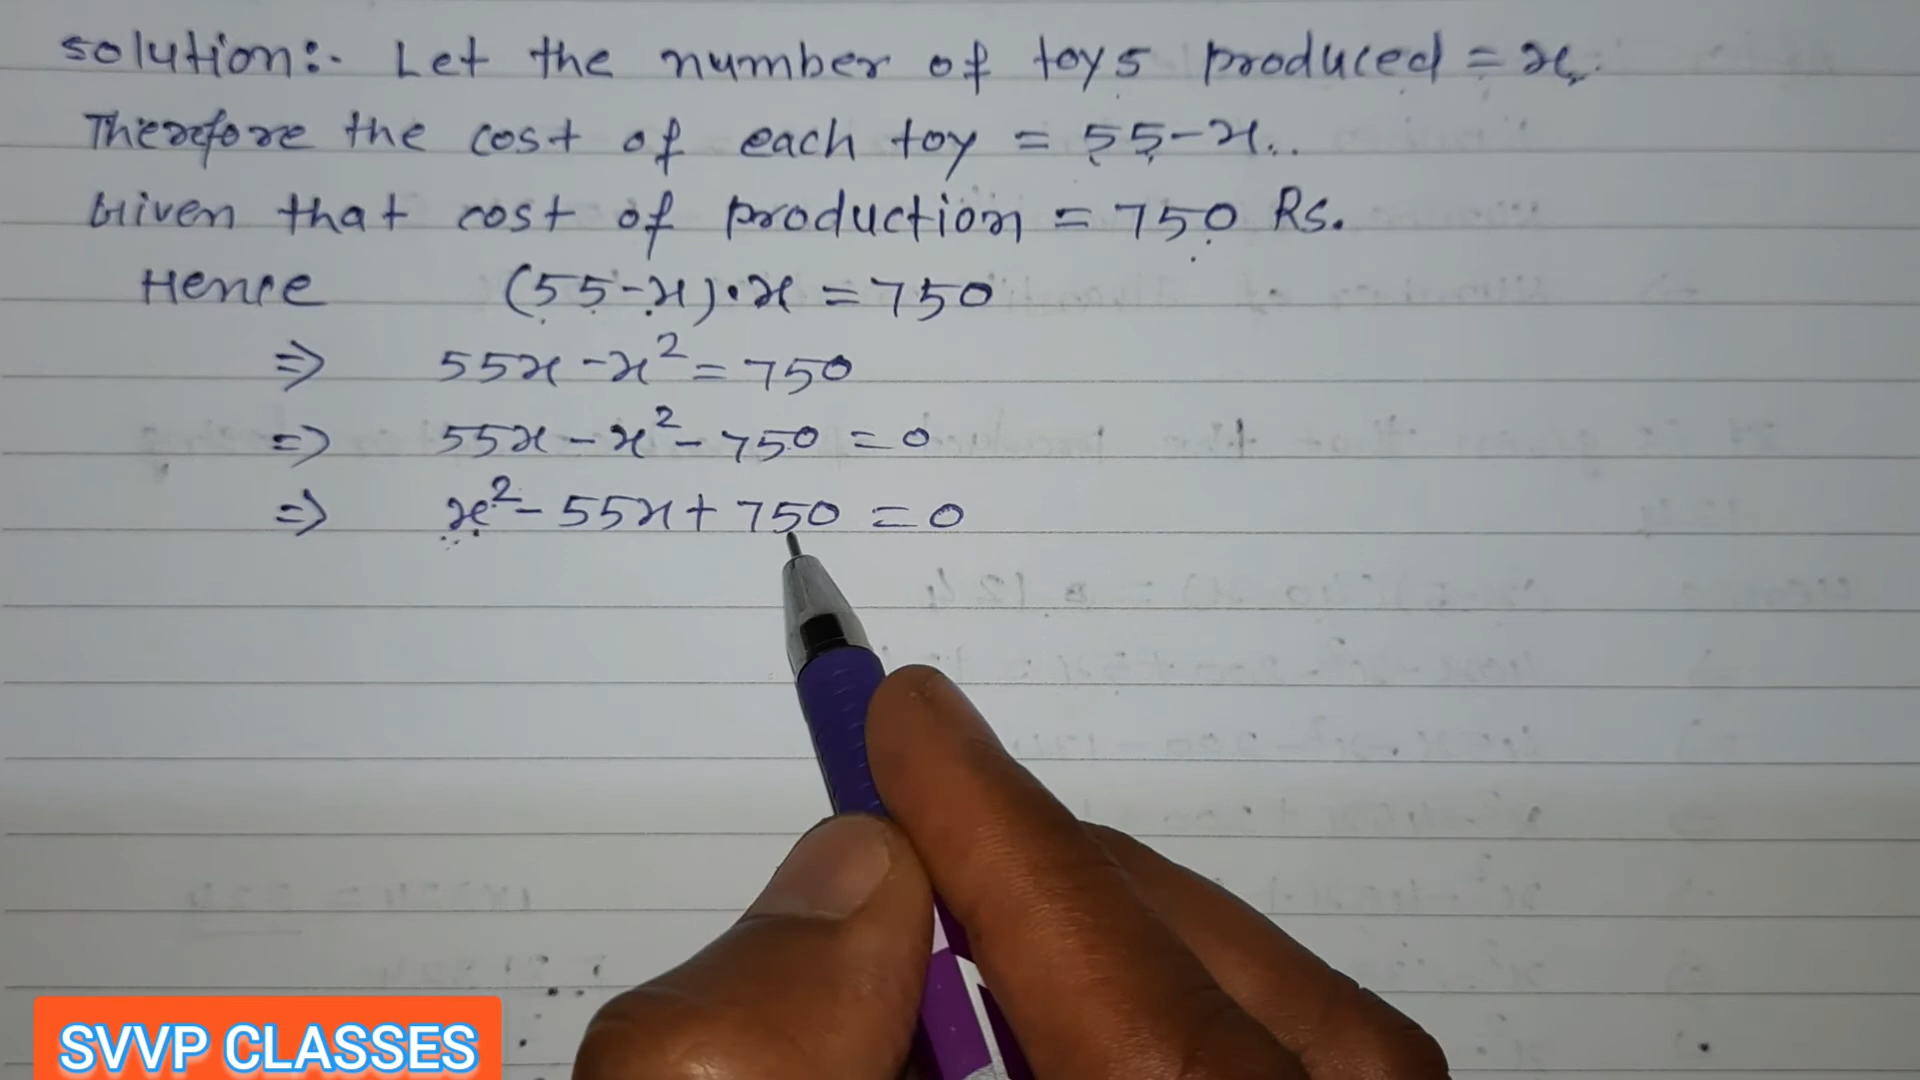 solution:- Let the number of toys produced = x.
Therefore the cost of each toy = 55-x..
Given that cost of production = 750 Rs.
Hence (55-x)·x = 750
⇒ 55x - x² = 750
⇒ 55x - x² - 750 = 0
⇒ x² - 55x + 750 = 0
SVVP CLASSES